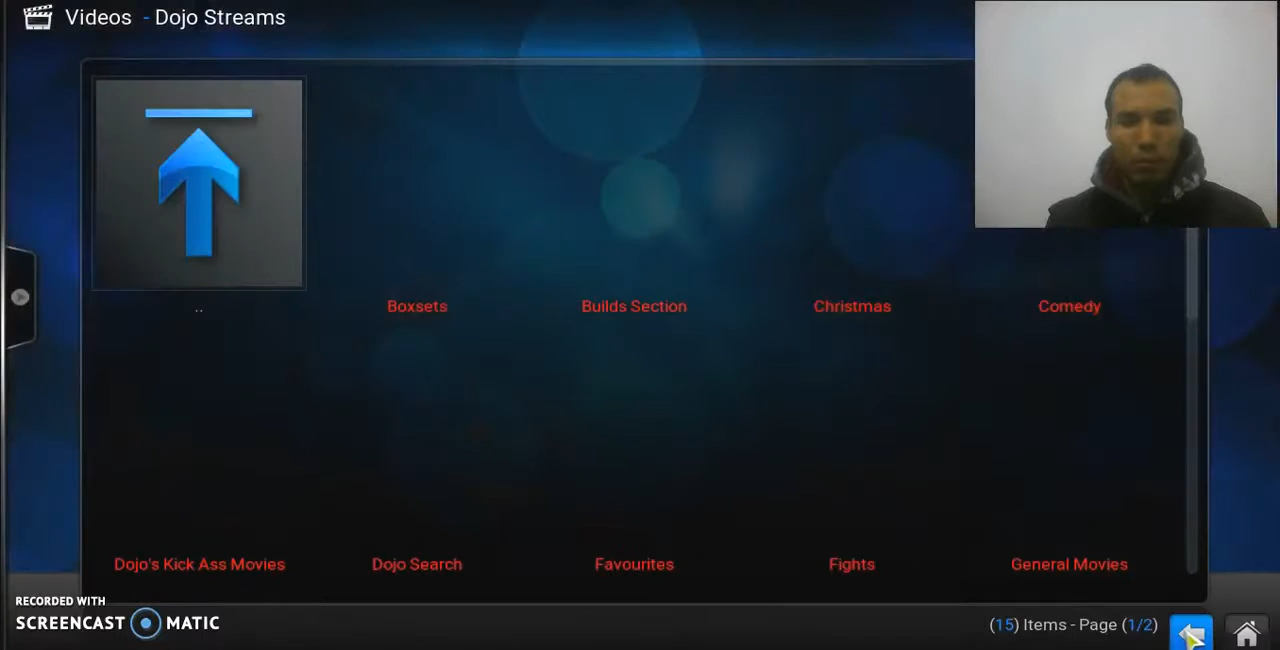 Videos - Dojo Streams
..
Boxsets
Builds Section
Christmas
Comedy
Dojo's Kick Ass Movies
Dojo Search
Favourites
Fights
General Movies
RECORDED WITH
SCREENCAST MATIC
(15) Items - Page (1/2)